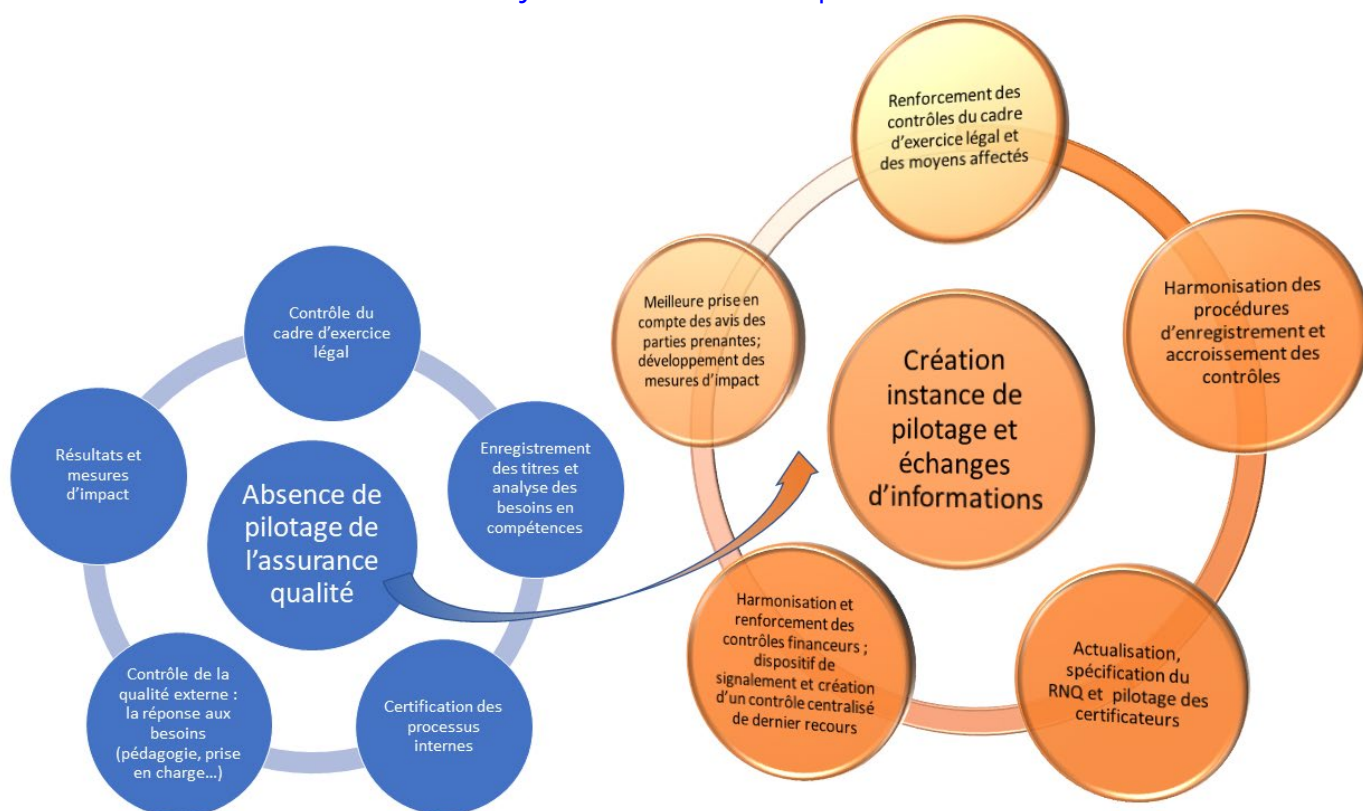 Contrôle du
cadre d'exercice
légal
Enregistrement
des titres et
analyse des
besoins en
compétences
Certification des
processus
internes
Contrôle de la
qualité externe :
la réponse aux
besoins
(pédagogie, prise
en charge…)
Résultats et
mesures
d'impact
Absence de
pilotage de
l'assurance
qualité
Renforcement des
contrôles du cadre
d'exercice légal et
des moyens affectés
Harmonisation des
procédures
d'enregistrement et
accroissement des
contrôles
Actualisation,
spécification du
RNQ et pilotage des
certificateurs
Harmonisation et
renforcement des
contrôles financeurs ;
dispositif de
signalement et création
d'un contrôle centralisé
de dernier recours
Meilleure prise en
compte des avis des
parties prenantes;
développement des
mesures d'impact
Création
instance de
pilotage et
échanges
d'informations